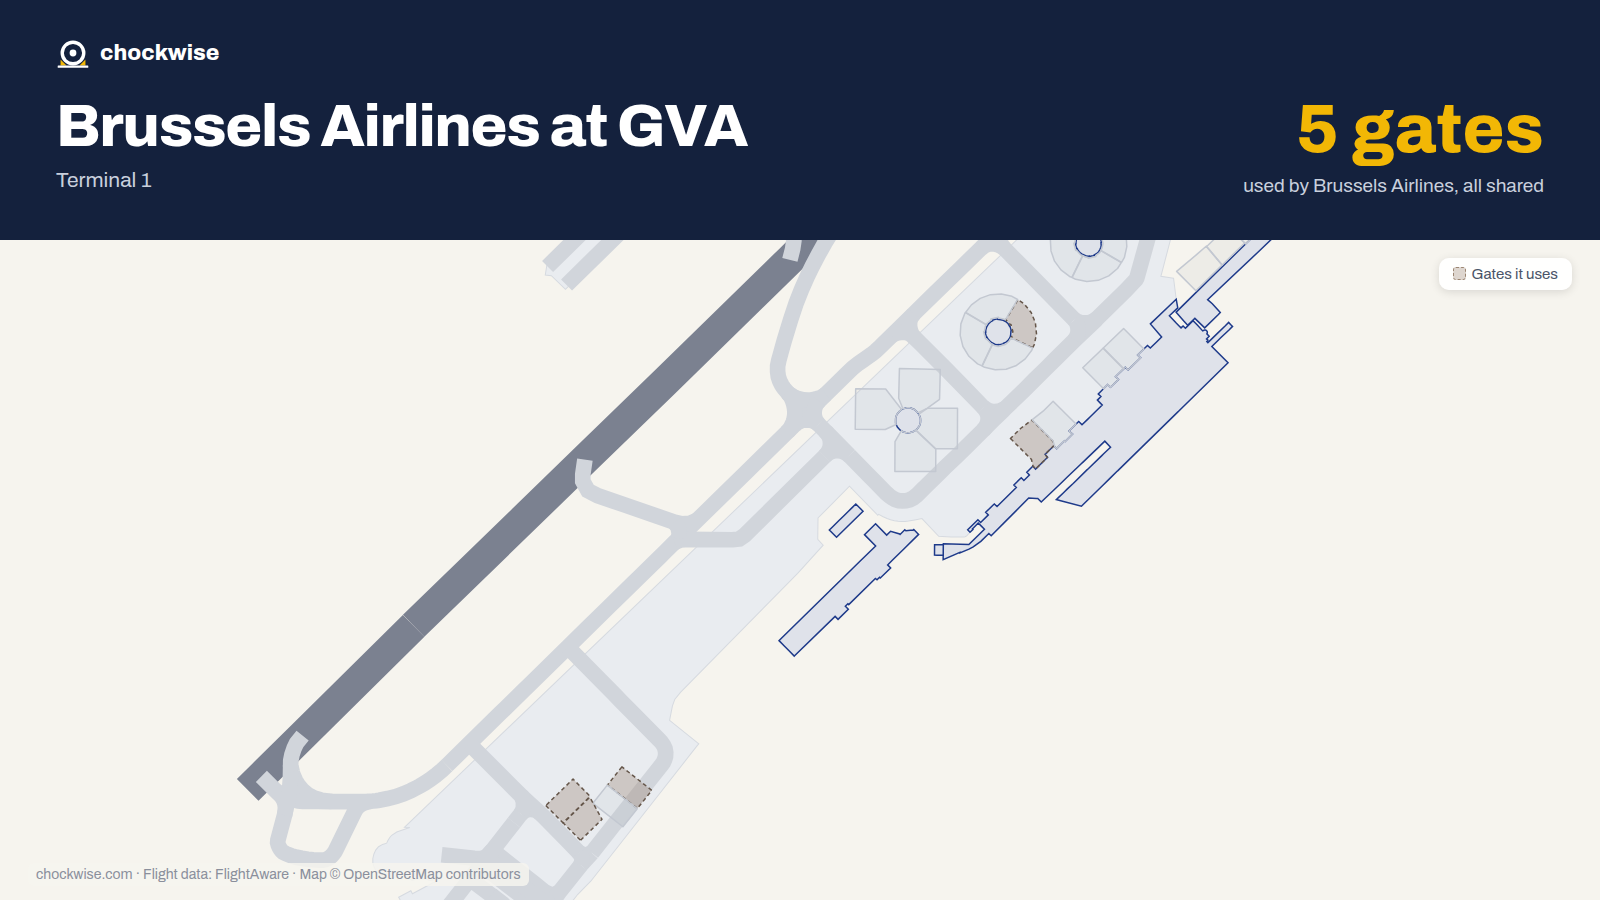 chockwise
Brussels Airlines at GVA
Terminal 1
5 gates
used by Brussels Airlines, all shared
Gates it uses
chockwise.com · Flight data: FlightAware · Map © OpenStreetMap contributors